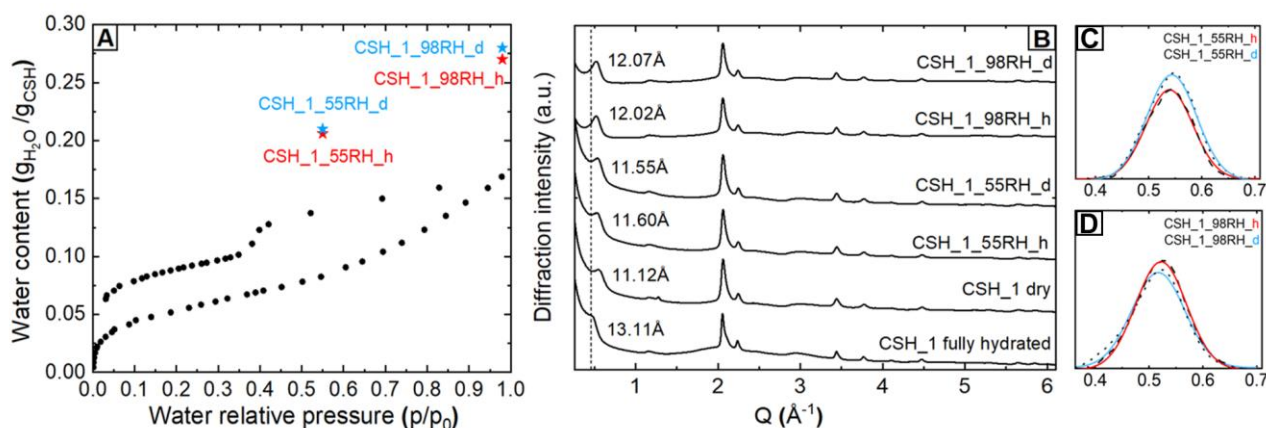 A
0.30
0.25
0.20
0.15
0.10
0.05
0.00
CSH_1_98RH_d
CSH_1_98RH_h
CSH_1_55RH_d
CSH_1_55RH_h
0.0 0.1 0.2 0.3 0.4 0.5 0.6 0.7 0.8 0.9 1.0
Water relative pressure (p/p₀)
Water content (g_H₂O /g_CSH)
B
12.07Å CSH_1_98RH_d
12.02Å CSH_1_98RH_h
11.55Å CSH_1_55RH_d
11.60Å CSH_1_55RH_h
11.12Å CSH_1 dry
13.11Å CSH_1 fully hydrated
1 2 3 4 5 6
Q (Å⁻¹)
Diffraction intensity (a.u.)
C
CSH_1_55RH_h
CSH_1_55RH_d
0.4 0.5 0.6 0.7
D
CSH_1_98RH_h
CSH_1_98RH_d
0.4 0.5 0.6 0.7